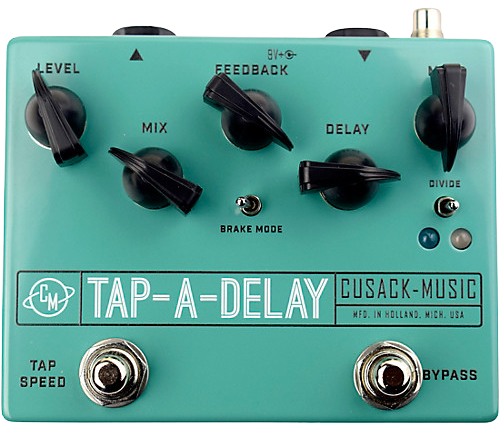 LEVEL
FEEDBACK
9V
MIX
DELAY
BRAKE MODE
DIVIDE
CM
TAP-A-DELAY
CUSACK-MUSIC
MFD. IN HOLLAND, MICH. USA
TAP
SPEED
BYPASS